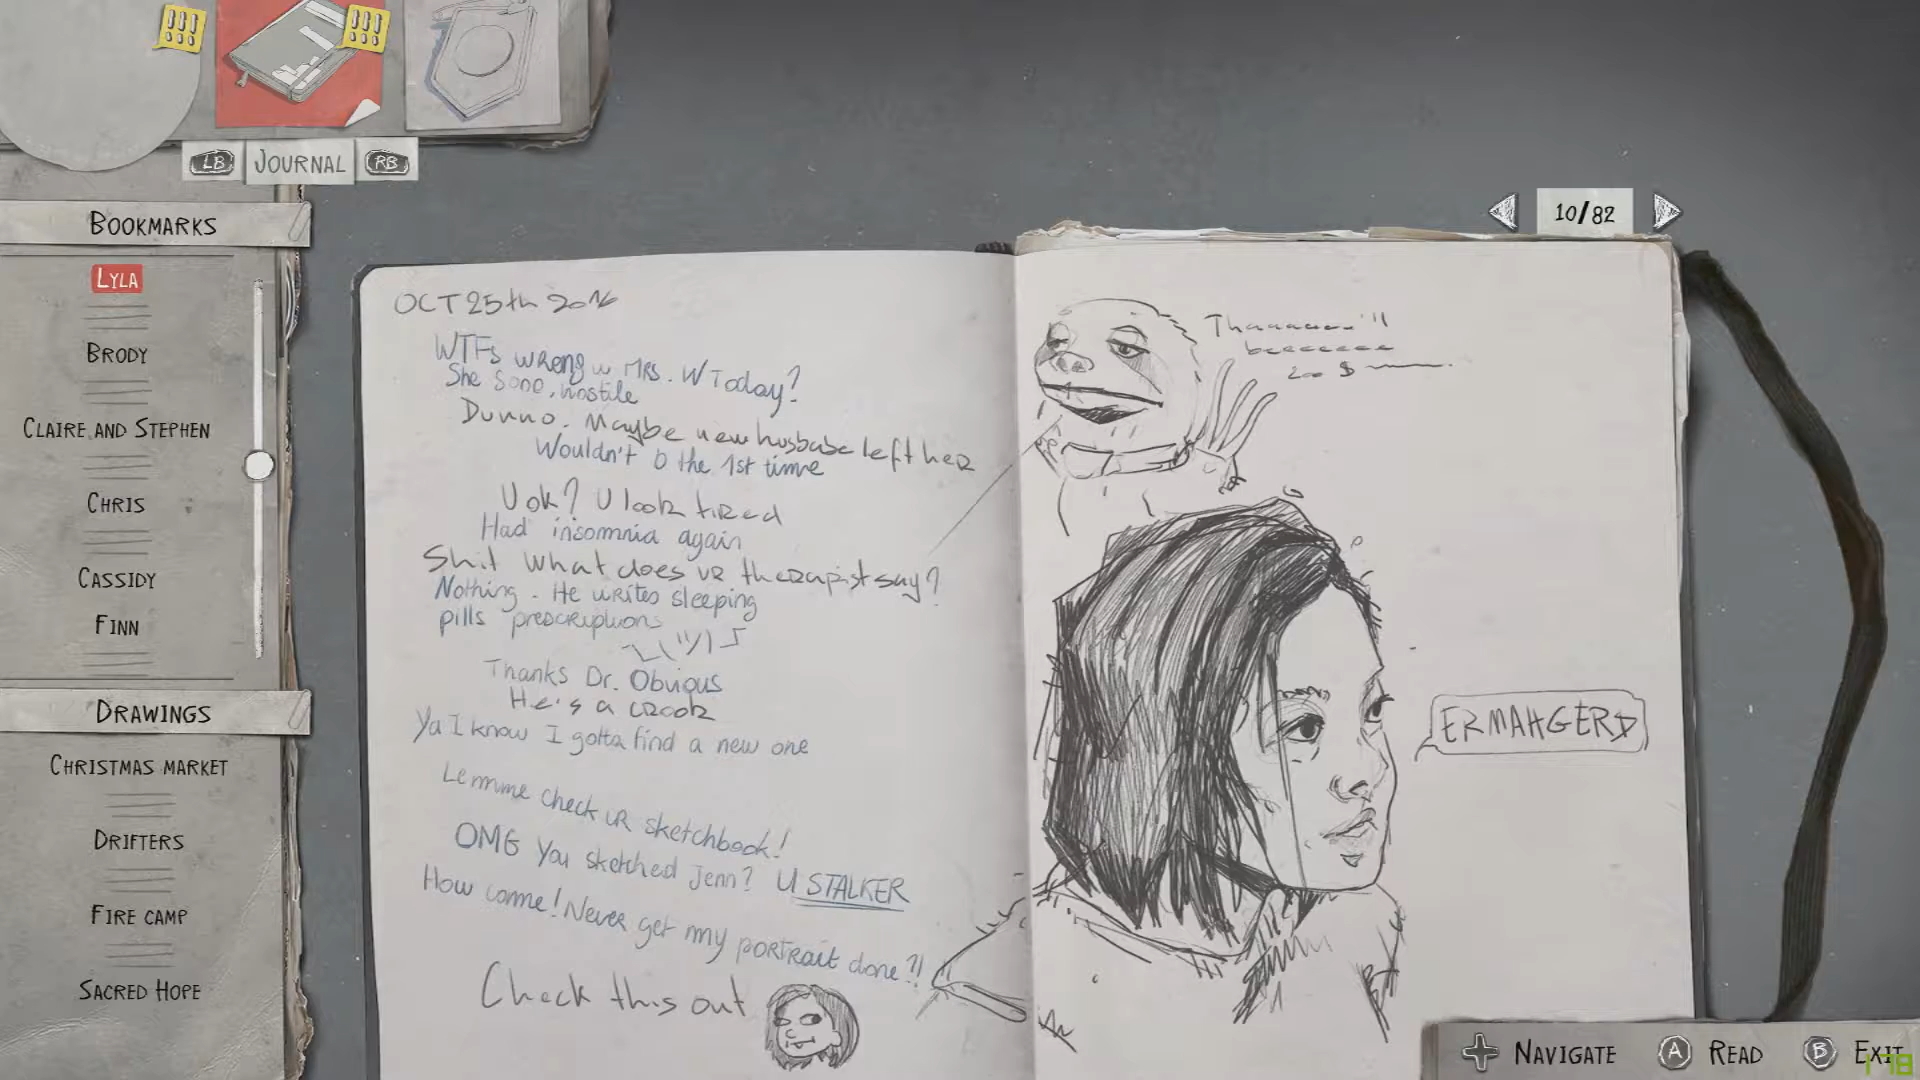 LB JOURNAL RB
10/82
BOOKMARKS
LYLA
BRODY
CLAIRE AND STEPHEN
CHRIS
CASSIDY
FINN
DRAWINGS
CHRISTMAS MARKET
DRIFTERS
FIRE CAMP
SACRED HOPE
OCT 25th 2016
WTFs wrong w MRS. W Today?
She sooo hostile
Dunno. Maybe new husbabe left her
Wouldn't b the 1st time
U ok? U look tired
Had insomnia again
Shit what does ur therapist say?
Nothing. He writes sleeping
pills prescriptions
Thanks Dr. Obvious
He's a crook
Ya I know I gotta find a new one
Lemme check ur sketchbook!
OMG You sketched Jenn? U STALKER
How come! Never get my portrait done?!
Check this out
200 $
ERMAHGERD
NAVIGATE A READ B EXIT
178